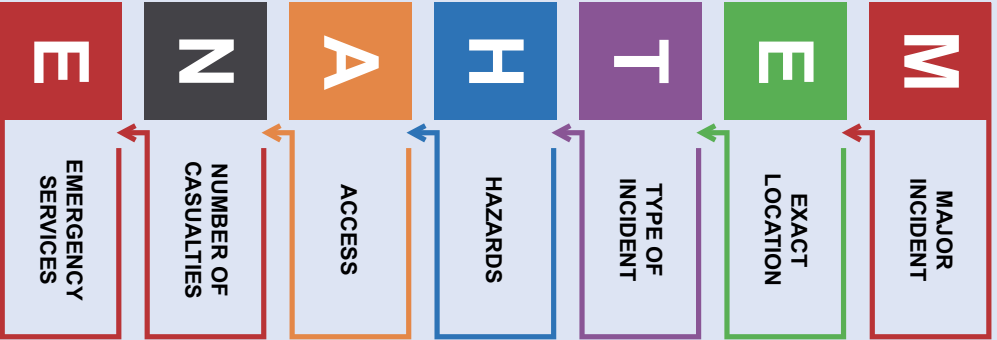 M
MAJOR
INCIDENT
E
EXACT
LOCATION
T
TYPE OF
INCIDENT
H
HAZARDS
A
ACCESS
N
NUMBER OF
CASUALTIES
E
EMERGENCY
SERVICES